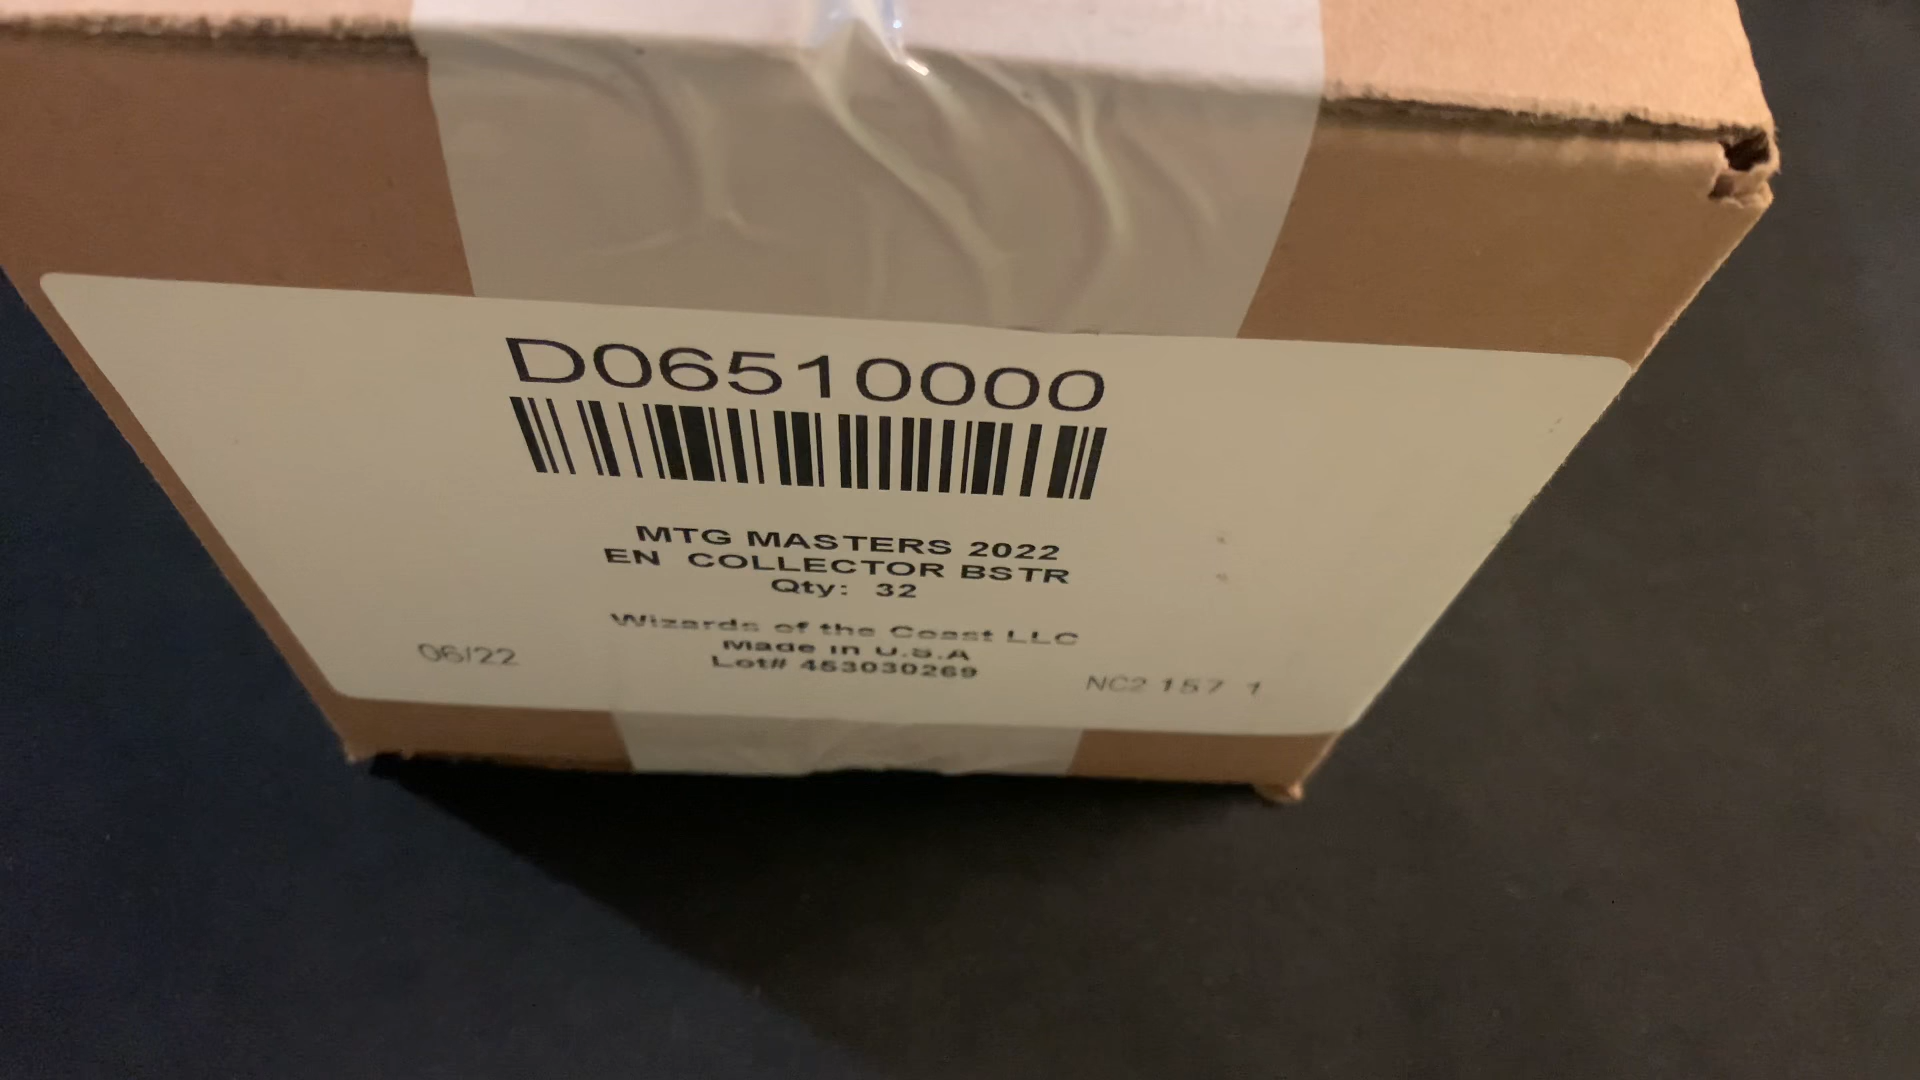 D06510000
MTG MASTERS 2022
EN COLLECTOR BSTR
Qty: 32
Wizards of the Coast LLC
Made in U.S.A
Lot# 453030269
06/22
NC2 157 1